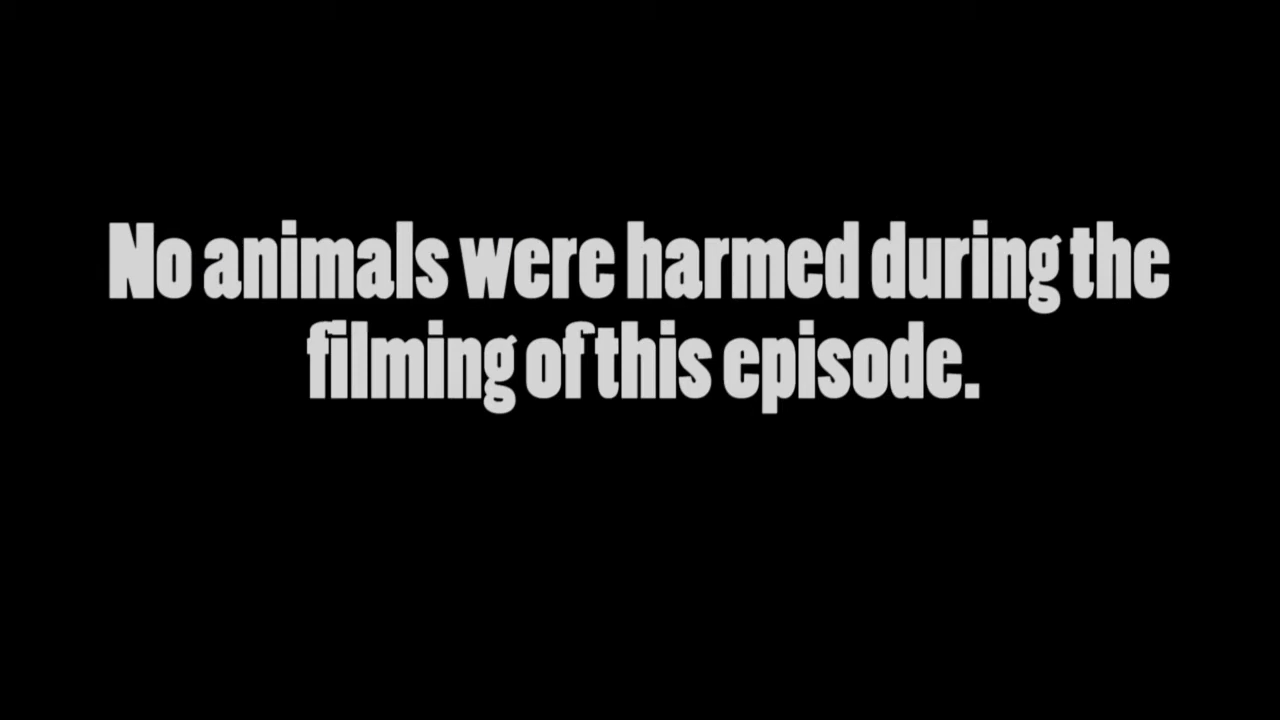 No animals were harmed during the
filming of this episode.